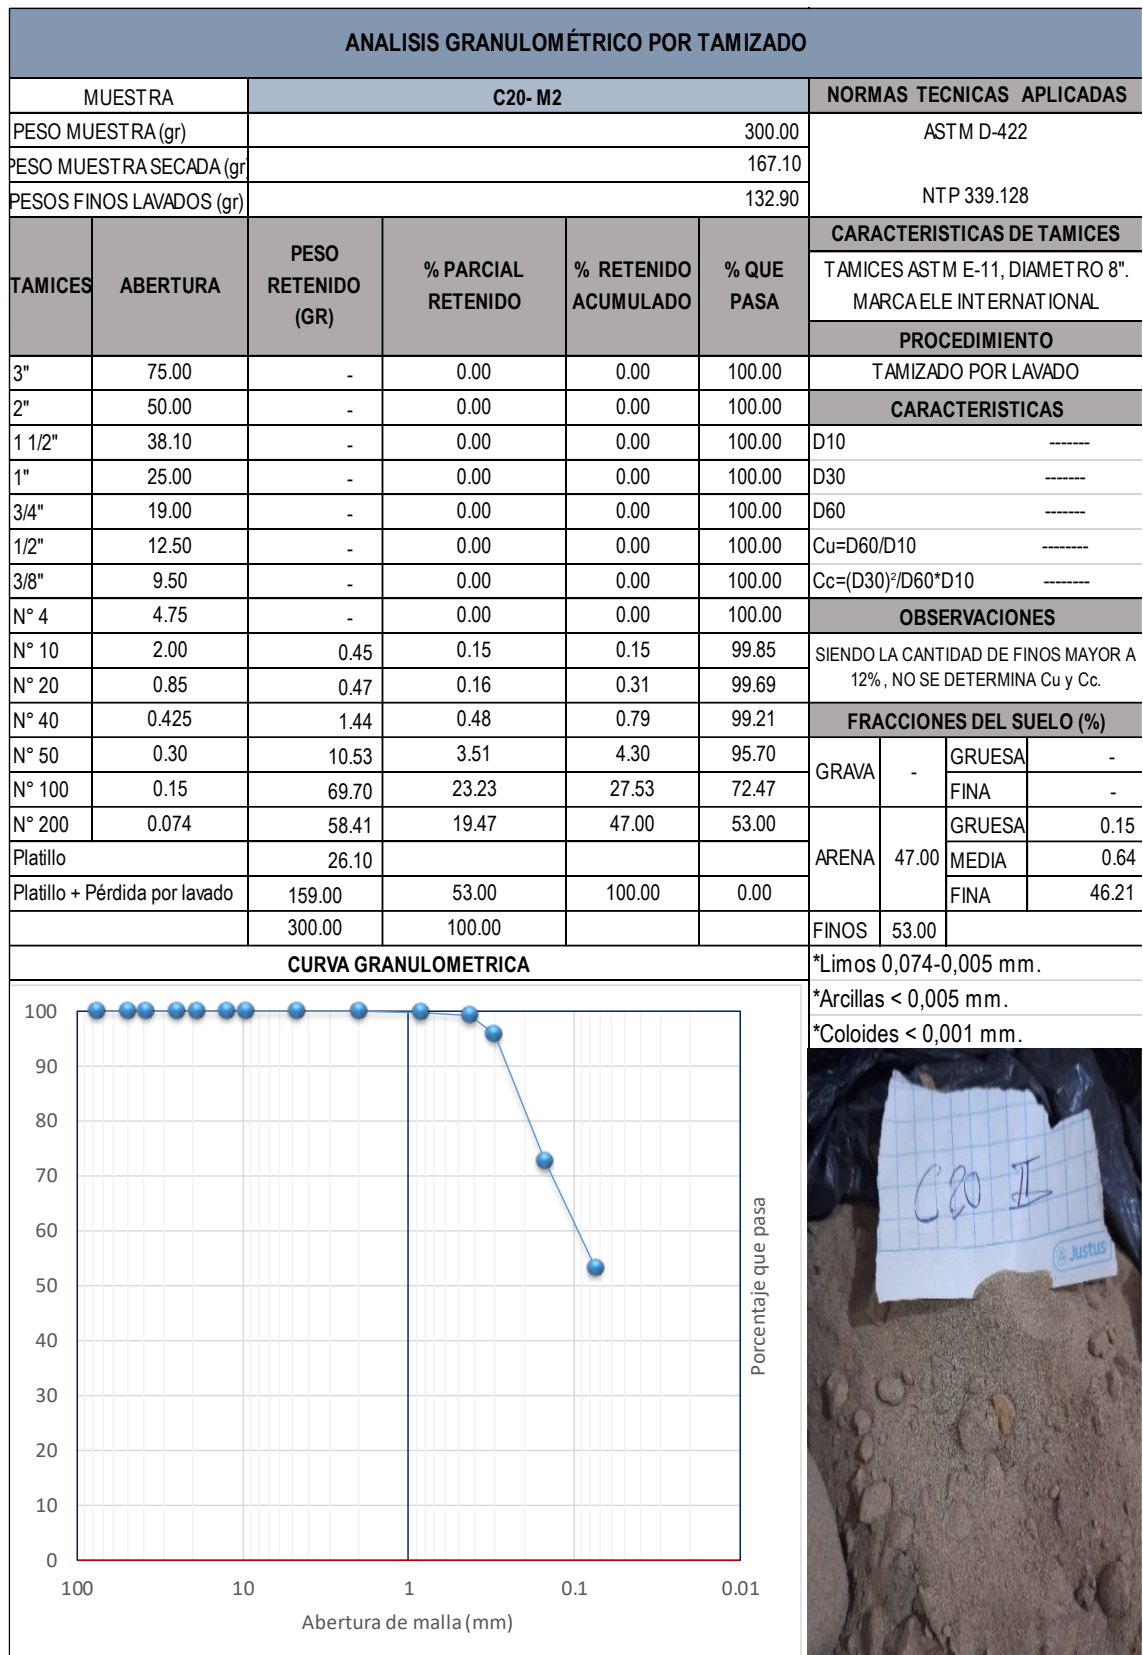 ANALISIS GRANULOMÉTRICO POR TAMIZADO
MUESTRA C20- M2 NORMAS TECNICAS APLICADAS
PESO MUESTRA (gr) 300.00 ASTM D-422
PESO MUESTRA SECADA (gr) 167.10
PESOS FINOS LAVADOS (gr) 132.90 NTP 339.128
TAMICES ABERTURA PESO RETENIDO (GR) % PARCIAL RETENIDO % RETENIDO ACUMULADO % QUE PASA CARACTERISTICAS DE TAMICES
TAMICES ASTM E-11, DIAMETRO 8".
MARCA ELE INTERNATIONAL
PROCEDIMIENTO
3" 75.00 - 0.00 0.00 100.00 TAMIZADO POR LAVADO
2" 50.00 - 0.00 0.00 100.00 CARACTERISTICAS
1 1/2" 38.10 - 0.00 0.00 100.00 D10 -------
1" 25.00 - 0.00 0.00 100.00 D30 -------
3/4" 19.00 - 0.00 0.00 100.00 D60 -------
1/2" 12.50 - 0.00 0.00 100.00 Cu=D60/D10 --------
3/8" 9.50 - 0.00 0.00 100.00 Cc=(D30)²/D60*D10 --------
N° 4 4.75 - 0.00 0.00 100.00 OBSERVACIONES
N° 10 2.00 0.45 0.15 0.15 99.85 SIENDO LA CANTIDAD DE FINOS MAYOR A
N° 20 0.85 0.47 0.16 0.31 99.69 12%, NO SE DETERMINA Cu y Cc.
N° 40 0.425 1.44 0.48 0.79 99.21 FRACCIONES DEL SUELO (%)
N° 50 0.30 10.53 3.51 4.30 95.70 GRAVA - GRUESA -
N° 100 0.15 69.70 23.23 27.53 72.47 FINA -
N° 200 0.074 58.41 19.47 47.00 53.00 GRUESA 0.15
Platillo 26.10 ARENA 47.00 MEDIA 0.64
Platillo + Pérdida por lavado 159.00 53.00 100.00 0.00 FINA 46.21
300.00 100.00 FINOS 53.00
CURVA GRANULOMETRICA *Limos 0,074-0,005 mm.
*Arcillas < 0,005 mm.
*Coloides < 0,001 mm.
100
90
80
70
60
50
40
30
20
10
0
100 10 1 0.1 0.01
Abertura de malla (mm)
Porcentaje que pasa
C20 II
Justus